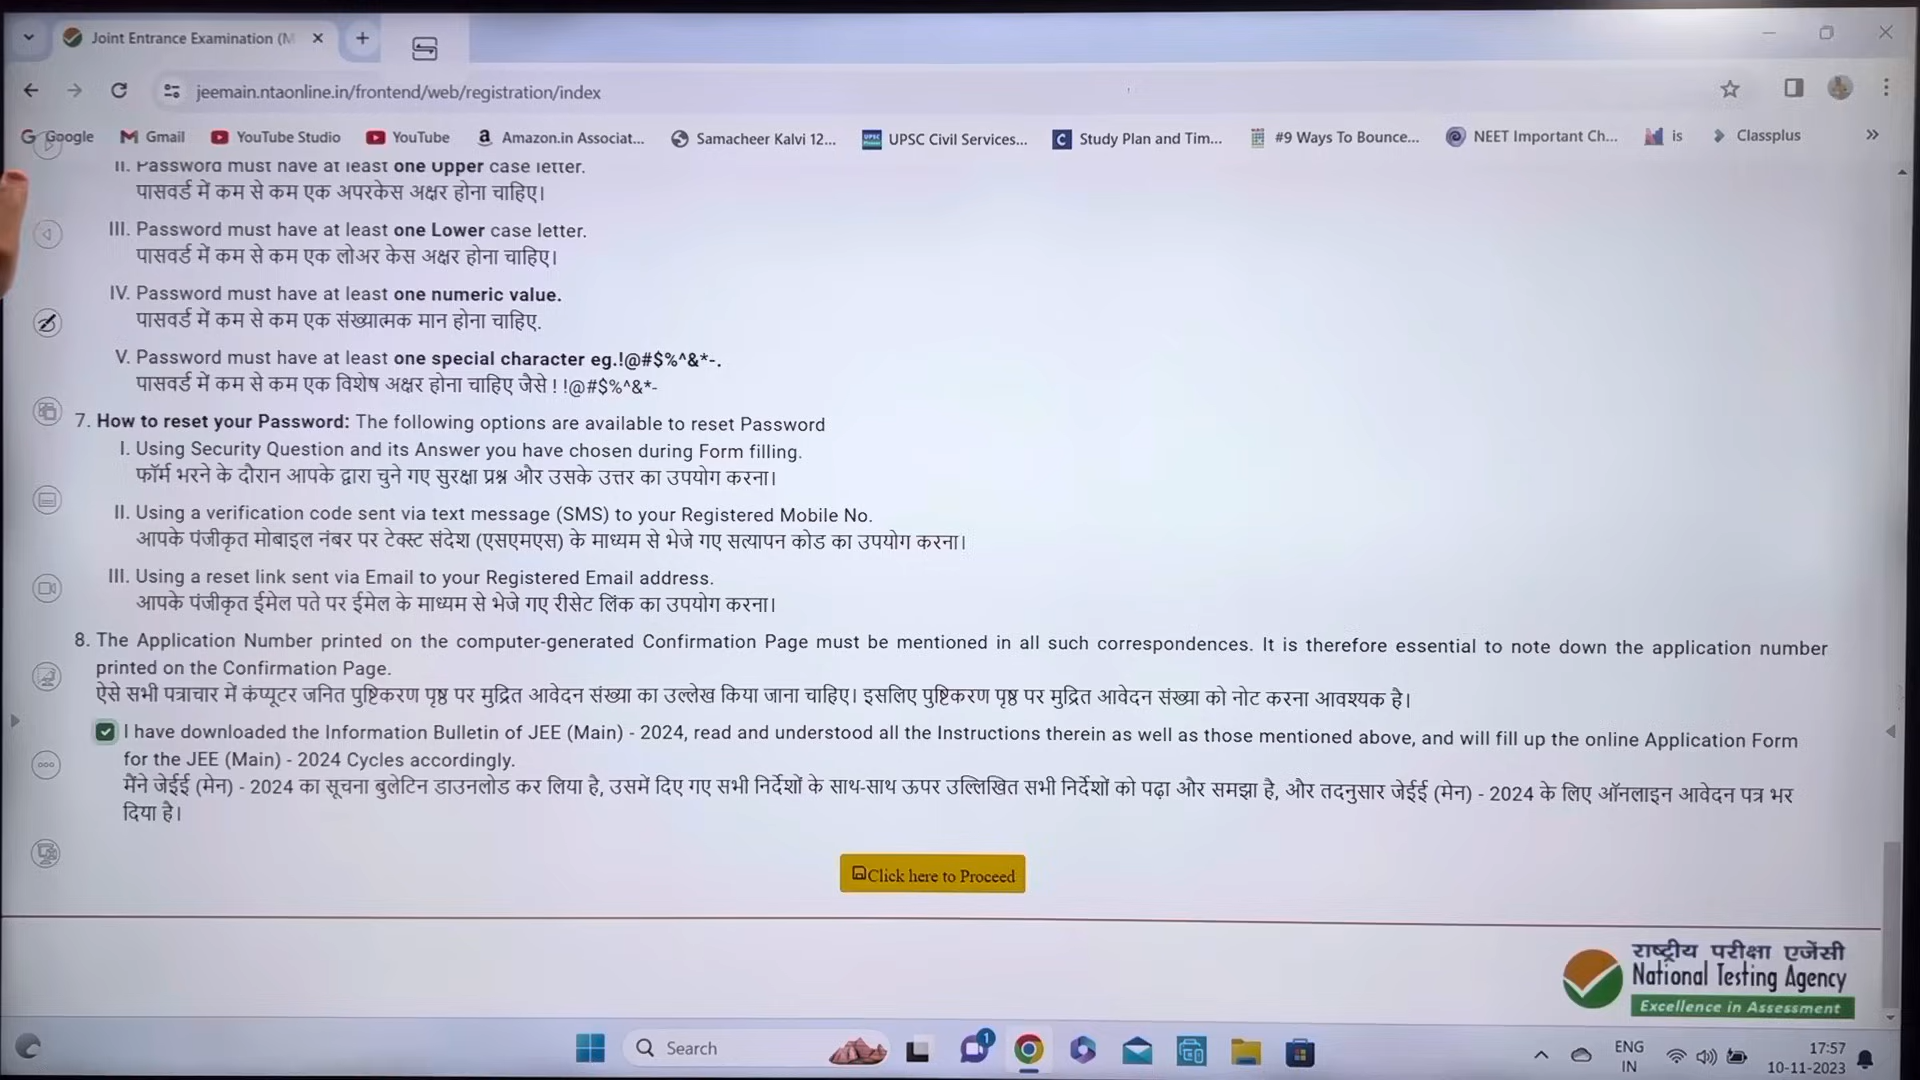 Joint Entrance Examination (M
jeemain.ntaonline.in/frontend/web/registration/index
Google
Gmail
YouTube Studio
YouTube
Amazon.in Associat...
Samacheer Kalvi 12...
UPSC Civil Services...
Study Plan and Tim...
#9 Ways To Bounce...
NEET Important Ch...
is
Classplus
II. Password must have at least one Upper case letter.
पासवर्ड में कम से कम एक अपरकेस अक्षर होना चाहिए।
III. Password must have at least one Lower case letter.
पासवर्ड में कम से कम एक लोअर केस अक्षर होना चाहिए।
IV. Password must have at least one numeric value.
पासवर्ड में कम से कम एक संख्यात्मक मान होना चाहिए.
V. Password must have at least one special character eg.!@#$%^&*-.
पासवर्ड में कम से कम एक विशेष अक्षर होना चाहिए जैसे ! !@#$%^&*-
7. How to reset your Password: The following options are available to reset Password
I. Using Security Question and its Answer you have chosen during Form filling.
फॉर्म भरने के दौरान आपके द्वारा चुने गए सुरक्षा प्रश्न और उसके उत्तर का उपयोग करना।
II. Using a verification code sent via text message (SMS) to your Registered Mobile No.
आपके पंजीकृत मोबाइल नंबर पर टेक्स्ट संदेश (एसएमएस) के माध्यम से भेजे गए सत्यापन कोड का उपयोग करना।
III. Using a reset link sent via Email to your Registered Email address.
आपके पंजीकृत ईमेल पते पर ईमेल के माध्यम से भेजे गए रीसेट लिंक का उपयोग करना।
8. The Application Number printed on the computer-generated Confirmation Page must be mentioned in all such correspondences. It is therefore essential to note down the application number
printed on the Confirmation Page.
ऐसे सभी पत्राचार में कंप्यूटर जनित पुष्टिकरण पृष्ठ पर मुद्रित आवेदन संख्या का उल्लेख किया जाना चाहिए। इसलिए पुष्टिकरण पृष्ठ पर मुद्रित आवेदन संख्या को नोट करना आवश्यक है।
I have downloaded the Information Bulletin of JEE (Main) - 2024, read and understood all the Instructions therein as well as those mentioned above, and will fill up the online Application Form
for the JEE (Main) - 2024 Cycles accordingly.
मैंने जेईई (मेन) - 2024 का सूचना बुलेटिन डाउनलोड कर लिया है, उसमें दिए गए सभी निर्देशों के साथ-साथ ऊपर उल्लिखित सभी निर्देशों को पढ़ा और समझा है, और तदनुसार जेईई (मेन) - 2024 के लिए ऑनलाइन आवेदन पत्र भर
दिया है।
Click here to Proceed
राष्ट्रीय परीक्षा एजेंसी
National Testing Agency
Excellence in Assessment
Search
1
ENG
IN
17:57
10-11-2023